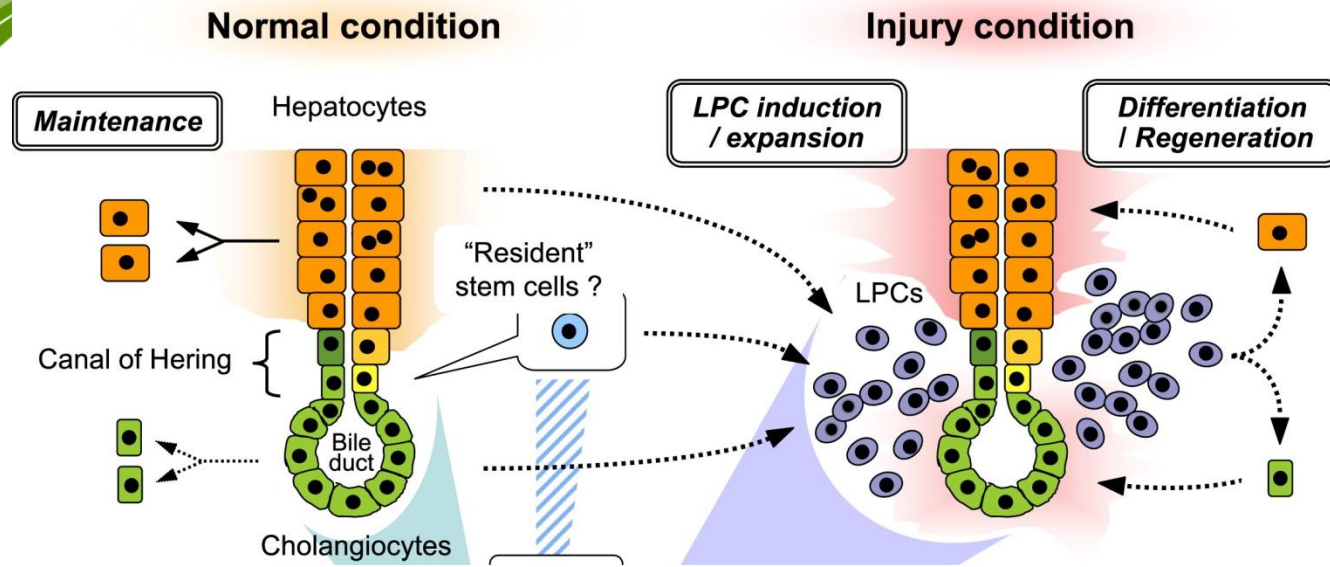 Normal condition
Injury condition
Maintenance
Hepatocytes
LPC induction
/ expansion
Differentiation
/ Regeneration
“Resident”
stem cells ?
LPCs
Canal of Hering
Bile
duct
Cholangiocytes